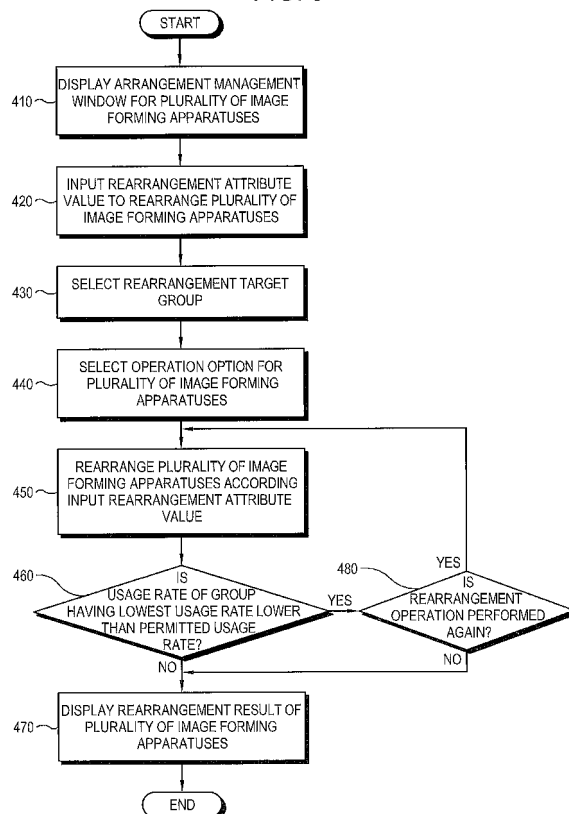 START
410
DISPLAY ARRANGEMENT MANAGEMENT
WINDOW FOR PLURALITY OF IMAGE
FORMING APPARATUSES
420
INPUT REARRANGEMENT ATTRIBUTE
VALUE TO REARRANGE PLURALITY OF
IMAGE FORMING APPARATUSES
430
SELECT REARRANGEMENT TARGET
GROUP
440
SELECT OPERATION OPTION FOR
PLURALITY OF IMAGE FORMING
APPARATUSES
450
REARRANGE PLURALITY OF IMAGE
FORMING APPARATUSES ACCORDING
INPUT REARRANGEMENT ATTRIBUTE
VALUE
460
IS
USAGE RATE OF GROUP
HAVING LOWEST USAGE RATE LOWER
THAN PERMITTED USAGE
RATE?
YES
NO
480
YES
IS
REARRANGEMENT
OPERATION PERFORMED
AGAIN?
NO
470
DISPLAY REARRANGEMENT RESULT OF
PLURALITY OF IMAGE FORMING
APPARATUSES
END